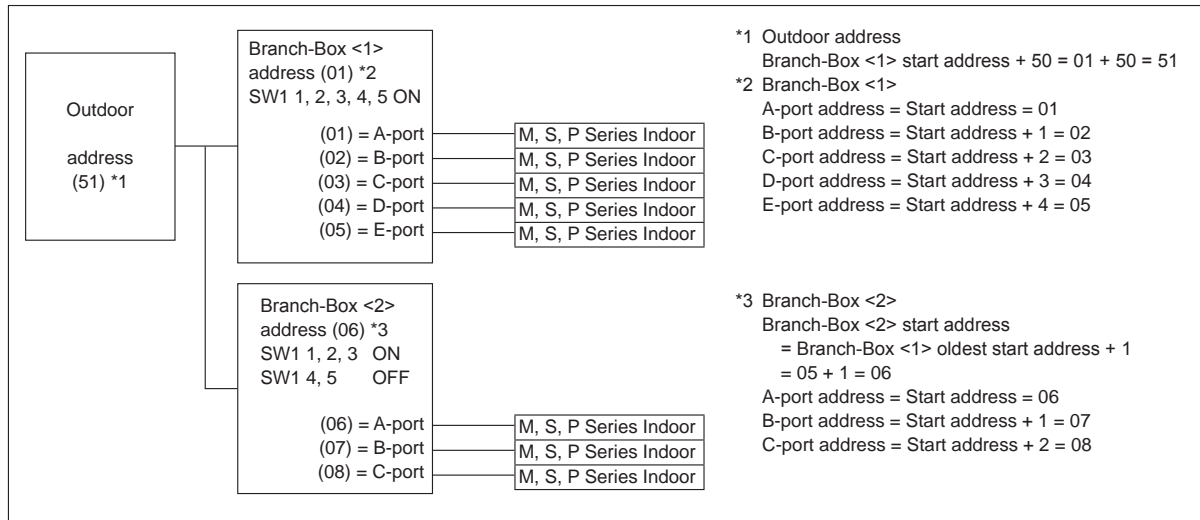 Outdoor
address
(51) *1
Branch-Box <1>
address (01) *2
SW1 1, 2, 3, 4, 5 ON
(01) = A-port
(02) = B-port
(03) = C-port
(04) = D-port
(05) = E-port
M, S, P Series Indoor
M, S, P Series Indoor
M, S, P Series Indoor
M, S, P Series Indoor
M, S, P Series Indoor
Branch-Box <2>
address (06) *3
SW1 1, 2, 3 ON
SW1 4, 5 OFF
(06) = A-port
(07) = B-port
(08) = C-port
M, S, P Series Indoor
M, S, P Series Indoor
M, S, P Series Indoor
*1 Outdoor address
Branch-Box <1> start address + 50 = 01 + 50 = 51
*2 Branch-Box <1>
A-port address = Start address = 01
B-port address = Start address + 1 = 02
C-port address = Start address + 2 = 03
D-port address = Start address + 3 = 04
E-port address = Start address + 4 = 05
*3 Branch-Box <2>
Branch-Box <2> start address
= Branch-Box <1> oldest start address + 1
= 05 + 1 = 06
A-port address = Start address = 06
B-port address = Start address + 1 = 07
C-port address = Start address + 2 = 08